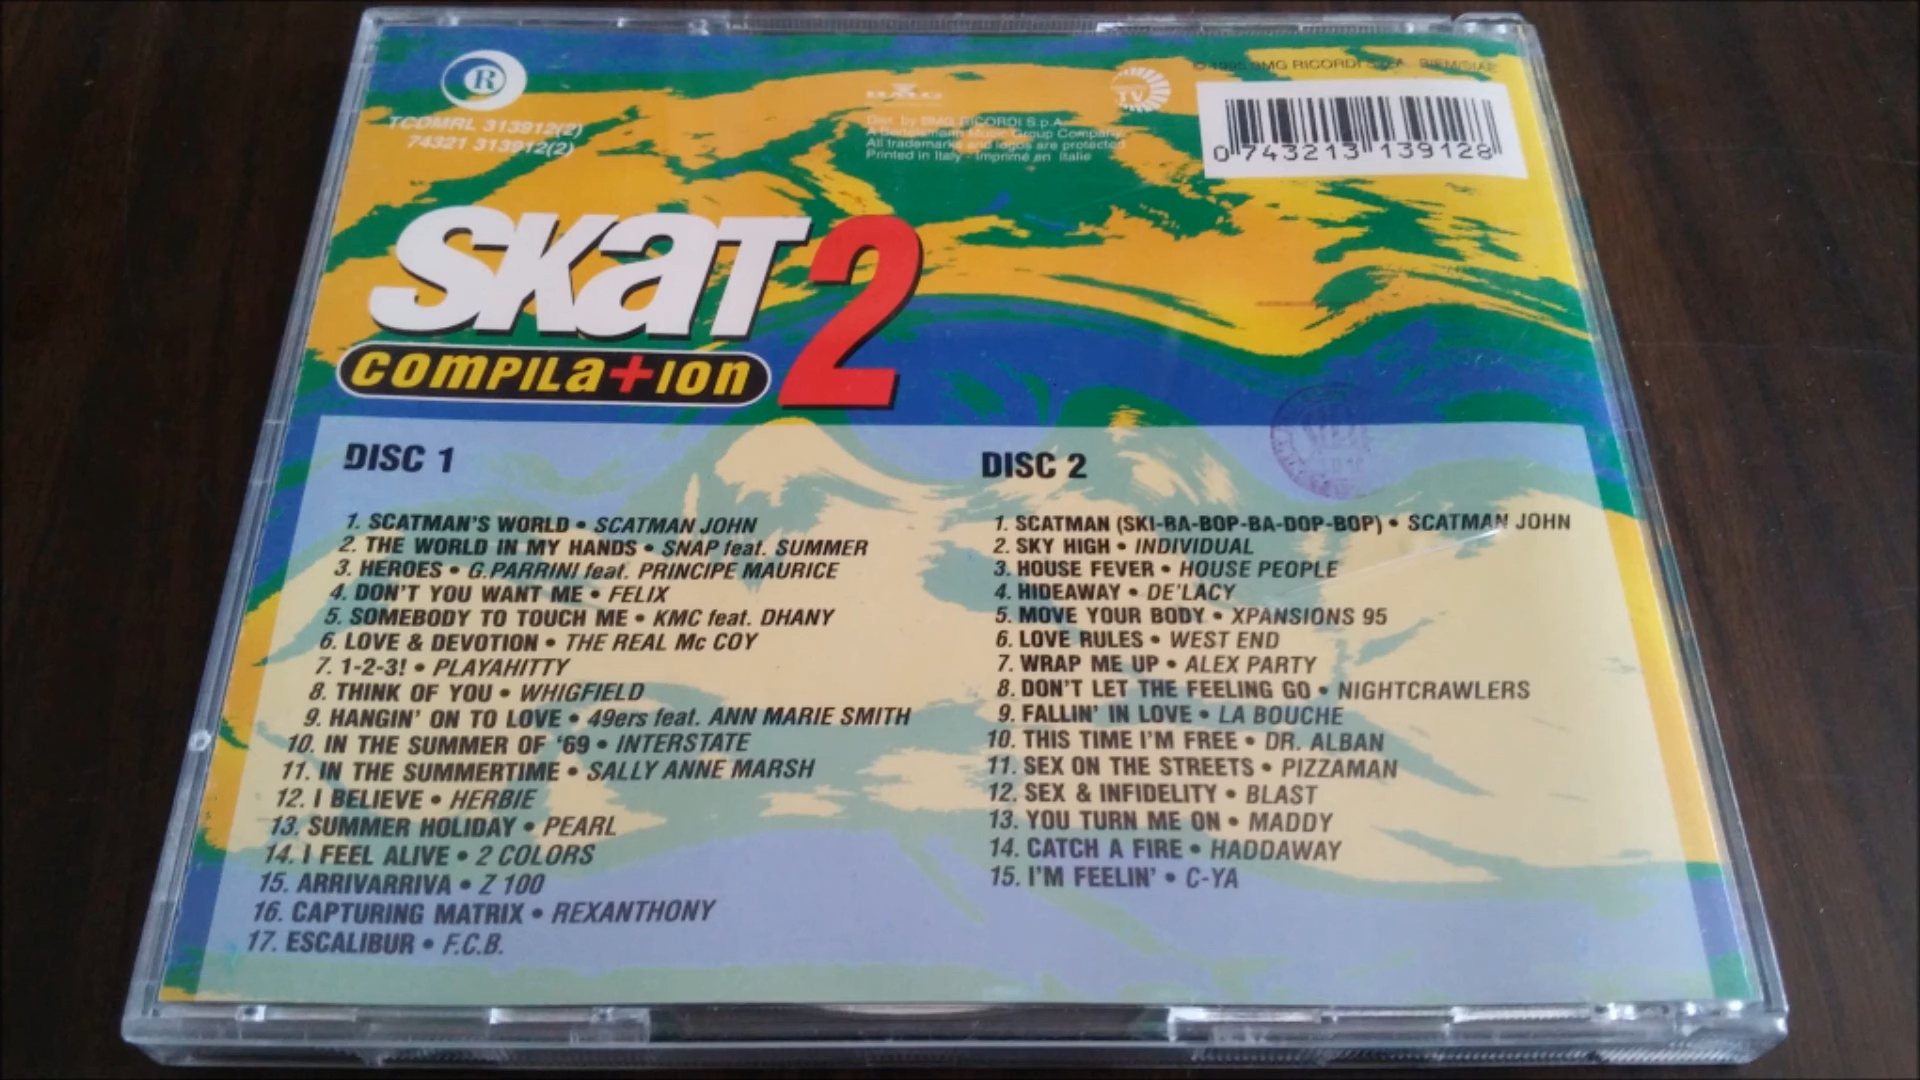 R
TCDMRL 313912(2)
74321 313912(2)
BMG
Dist. by BMG RICORDI S.p.A.
A Bertelsmann Music Group Company
All trademarks and logos are protected
Printed in Italy - Imprimé en Italie
TV
© 1995 BMG RICORDI S.p.A. BIEM/SIAE
0 743213 139128
SKAT 2
COMPILATION
DISC 1
1. SCATMAN'S WORLD • SCATMAN JOHN
2. THE WORLD IN MY HANDS • SNAP feat. SUMMER
3. HEROES • G.PARRINI feat. PRINCIPE MAURICE
4. DON'T YOU WANT ME • FELIX
5. SOMEBODY TO TOUCH ME • KMC feat. DHANY
6. LOVE & DEVOTION • THE REAL Mc COY
7. 1-2-3! • PLAYAHITTY
8. THINK OF YOU • WHIGFIELD
9. HANGIN' ON TO LOVE • 49ers feat. ANN MARIE SMITH
10. IN THE SUMMER OF '69 • INTERSTATE
11. IN THE SUMMERTIME • SALLY ANNE MARSH
12. I BELIEVE • HERBIE
13. SUMMER HOLIDAY • PEARL
14. I FEEL ALIVE • 2 COLORS
15. ARRIVARRIVA • Z 100
16. CAPTURING MATRIX • REXANTHONY
17. ESCALIBUR • F.C.B.
DISC 2
1. SCATMAN (SKI-BA-BOP-BA-DOP-BOP) • SCATMAN JOHN
2. SKY HIGH • INDIVIDUAL
3. HOUSE FEVER • HOUSE PEOPLE
4. HIDEAWAY • DE'LACY
5. MOVE YOUR BODY • XPANSIONS 95
6. LOVE RULES • WEST END
7. WRAP ME UP • ALEX PARTY
8. DON'T LET THE FEELING GO • NIGHTCRAWLERS
9. FALLIN' IN LOVE • LA BOUCHE
10. THIS TIME I'M FREE • DR. ALBAN
11. SEX ON THE STREETS • PIZZAMAN
12. SEX & INFIDELITY • BLAST
13. YOU TURN ME ON • MADDY
14. CATCH A FIRE • HADDAWAY
15. I'M FEELIN' • C-YA